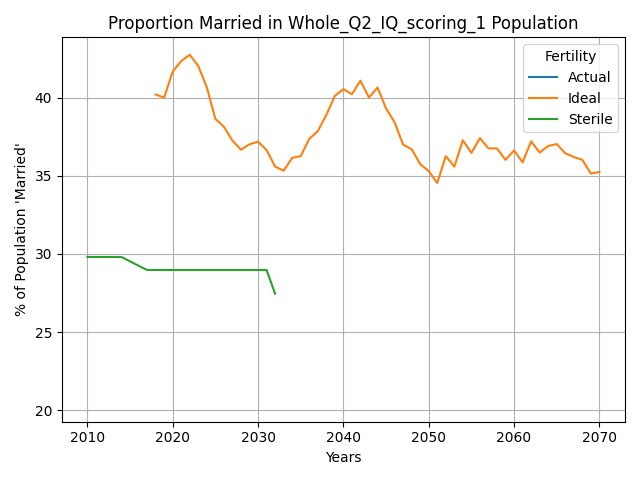 Proportion Married in Whole_Q2_IQ_scoring_1 Population
Fertility
Actual
Ideal
Sterile
% of Population 'Married'
40
35
30
25
20
2010 2020 2030 2040 2050 2060 2070
Years